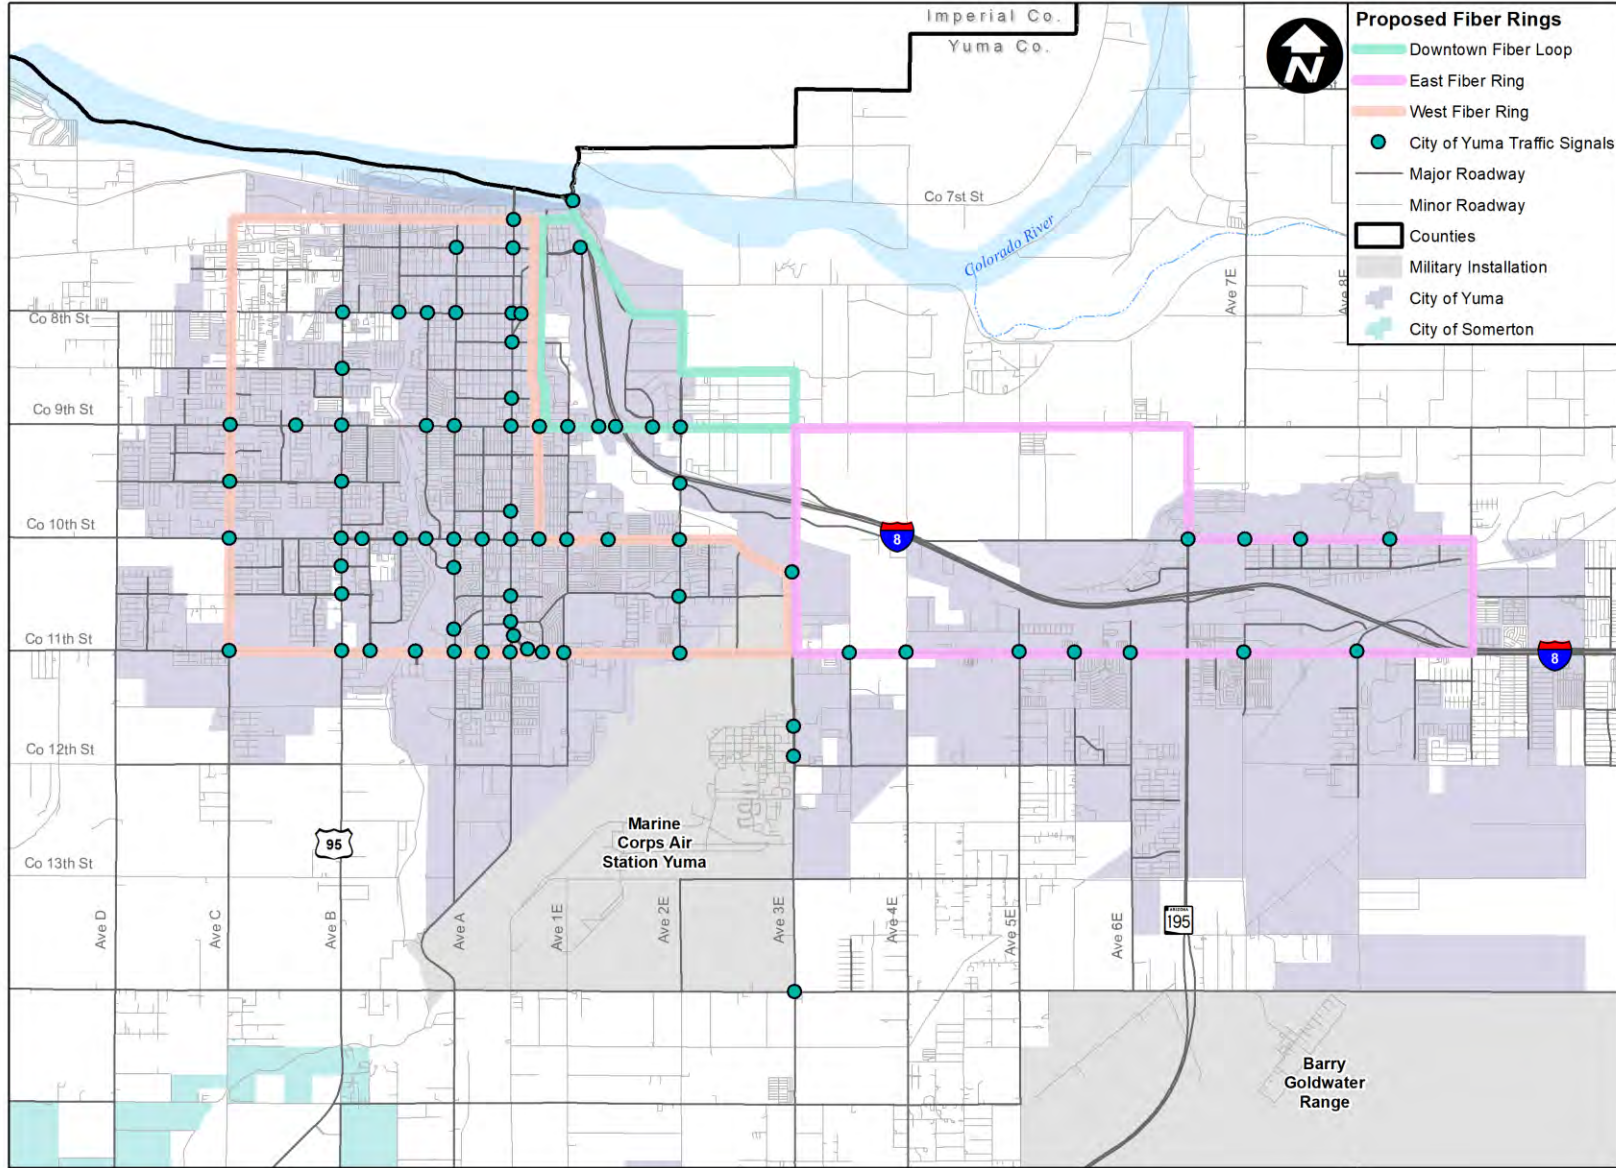 Imperial Co.
Yuma Co.
N
Proposed Fiber Rings
Downtown Fiber Loop
East Fiber Ring
West Fiber Ring
City of Yuma Traffic Signals
Major Roadway
Minor Roadway
Counties
Military Installation
City of Yuma
City of Somerton
Co 7st St
Colorado River
Ave 7E
Ave 8E
Co 8th St
Co 9th St
Co 10th St
8
Co 11th St
8
Co 12th St
Marine
Corps Air
Station Yuma
95
Co 13th St
Ave D
Ave C
Ave B
Ave A
Ave 1E
Ave 2E
Ave 3E
Ave 4E
Ave 5E
Ave 6E
ARIZONA
195
Barry
Goldwater
Range